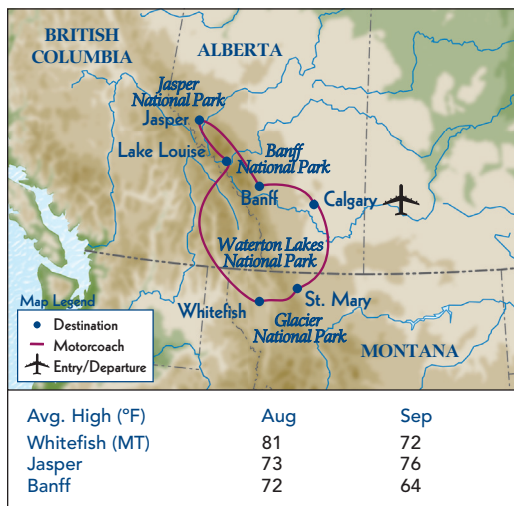 BRITISH
COLUMBIA
ALBERTA
Jasper
National Park
Jasper
Lake Louise
Banff
National Park
Banff
Calgary
Waterton Lakes
National Park
Map Legend
Destination
Motorcoach
Entry/Departure
Whitefish
St. Mary
Glacier
National Park
MONTANA
Avg. High (ºF) Aug Sep
Whitefish (MT) 81 72
Jasper 73 76
Banff 72 64